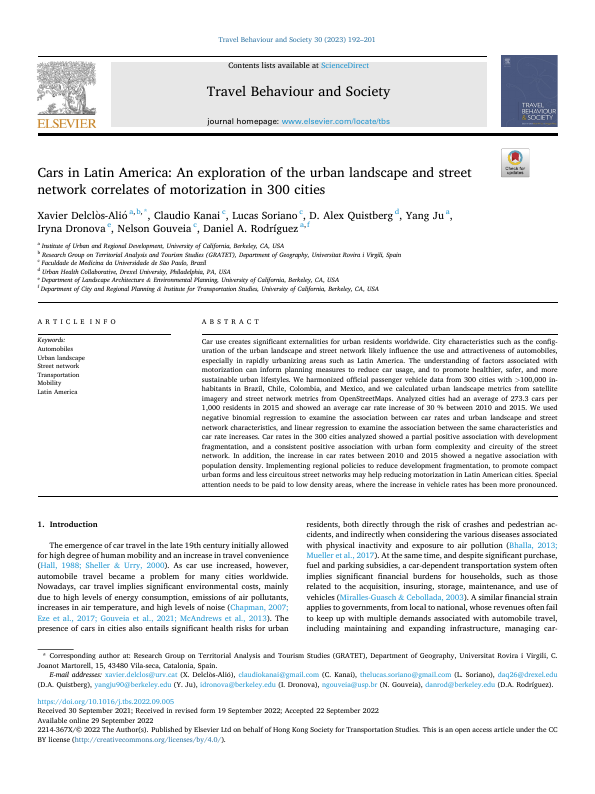 Travel Behaviour and Society 30 (2023) 192–201
Contents lists available at ScienceDirect
Travel Behaviour and Society
journal homepage: www.elsevier.com/locate/tbs
ELSEVIER
TRAVEL
BEHAVIOUR
& SOCIETY
Check for
updates
Cars in Latin America: An exploration of the urban landscape and street
network correlates of motorization in 300 cities
Xavier Delclòs-Alió a,b,*, Claudio Kanai c, Lucas Soriano c, D. Alex Quistberg d, Yang Ju a,
Iryna Dronova e, Nelson Gouveia c, Daniel A. Rodríguez a,f
a Institute of Urban and Regional Development, University of California, Berkeley, CA, USA
b Research Group on Territorial Analysis and Tourism Studies (GRATET), Department of Geography, Universitat Rovira i Virgili, Spain
c Faculdade de Medicina da Universidade de São Paulo, Brazil
d Urban Health Collaborative, Drexel University, Philadelphia, PA, USA
e Department of Landscape Architecture & Environmental Planning, University of California, Berkeley, CA, USA
f Department of City and Regional Planning & Institute for Transportation Studies, University of California, Berkeley, CA, USA
ARTICLE INFO
Keywords:
Automobiles
Urban landscape
Street network
Transportation
Mobility
Latin America
ABSTRACT
Car use creates significant externalities for urban residents worldwide. City characteristics such as the config-
uration of the urban landscape and street network likely influence the use and attractiveness of automobiles,
especially in rapidly urbanizing areas such as Latin America. The understanding of factors associated with
motorization can inform planning measures to reduce car usage, and to promote healthier, safer, and more
sustainable urban lifestyles. We harmonized official passenger vehicle data from 300 cities with >100,000 in-
habitants in Brazil, Chile, Colombia, and Mexico, and we calculated urban landscape metrics from satellite
imagery and street network metrics from OpenStreetMaps. Analyzed cities had an average of 273.3 cars per
1,000 residents in 2015 and showed an average car rate increase of 30 % between 2010 and 2015. We used
negative binomial regression to examine the association between car rates and urban landscape and street
network characteristics, and linear regression to examine the association between the same characteristics and
car rate increases. Car rates in the 300 cities analyzed showed a partial positive association with development
fragmentation, and a consistent positive association with urban form complexity and circuity of the street
network. In addition, the increase in car rates between 2010 and 2015 showed a negative association with
population density. Implementing regional policies to reduce development fragmentation, to promote compact
urban forms and less circuitous street networks may help reducing motorization in Latin American cities. Special
attention needs to be paid to low density areas, where the increase in vehicle rates has been more pronounced.
1. Introduction
The emergence of car travel in the late 19th century initially allowed
for high degree of human mobility and an increase in travel convenience
(Hall, 1988; Sheller & Urry, 2000). As car use increased, however,
automobile travel became a problem for many cities worldwide.
Nowadays, car travel implies significant environmental costs, mainly
due to high levels of energy consumption, emissions of air pollutants,
increases in air temperature, and high levels of noise (Chapman, 2007;
Eze et al., 2017; Gouveia et al., 2021; McAndrews et al., 2013). The
presence of cars in cities also entails significant health risks for urban
residents, both directly through the risk of crashes and pedestrian ac-
cidents, and indirectly when considering the various diseases associated
with physical inactivity and exposure to air pollution (Bhalla, 2013;
Mueller et al., 2017). At the same time, and despite significant purchase,
fuel and parking subsidies, a car-dependent transportation system often
implies significant financial burdens for households, such as those
related to the acquisition, insuring, storage, maintenance, and use of
vehicles (Miralles-Guasch & Cebollada, 2003). A similar financial strain
applies to governments, from local to national, whose revenues often fail
to keep up with multiple demands associated with automobile travel,
including maintaining and expanding infrastructure, managing car-
* Corresponding author at: Research Group on Territorial Analysis and Tourism Studies (GRATET), Department of Geography, Universitat Rovira i Virgili, C.
Joanot Martorell, 15, 43480 Vila-seca, Catalonia, Spain.
E-mail addresses: xavier.delclos@urv.cat (X. Delclòs-Alió), claudiokanai@gmail.com (C. Kanai), thelucas.soriano@gmail.com (L. Soriano), daq26@drexel.edu
(D.A. Quistberg), yangju90@berkeley.edu (Y. Ju), idronova@berkeley.edu (I. Dronova), ngouveia@usp.br (N. Gouveia), danrod@berkeley.edu (D.A. Rodríguez).
https://doi.org/10.1016/j.tbs.2022.09.005
Received 30 September 2021; Received in revised form 19 September 2022; Accepted 22 September 2022
Available online 29 September 2022
2214-367X/© 2022 The Author(s). Published by Elsevier Ltd on behalf of Hong Kong Society for Transportation Studies. This is an open access article under the CC
BY license (http://creativecommons.org/licenses/by/4.0/).